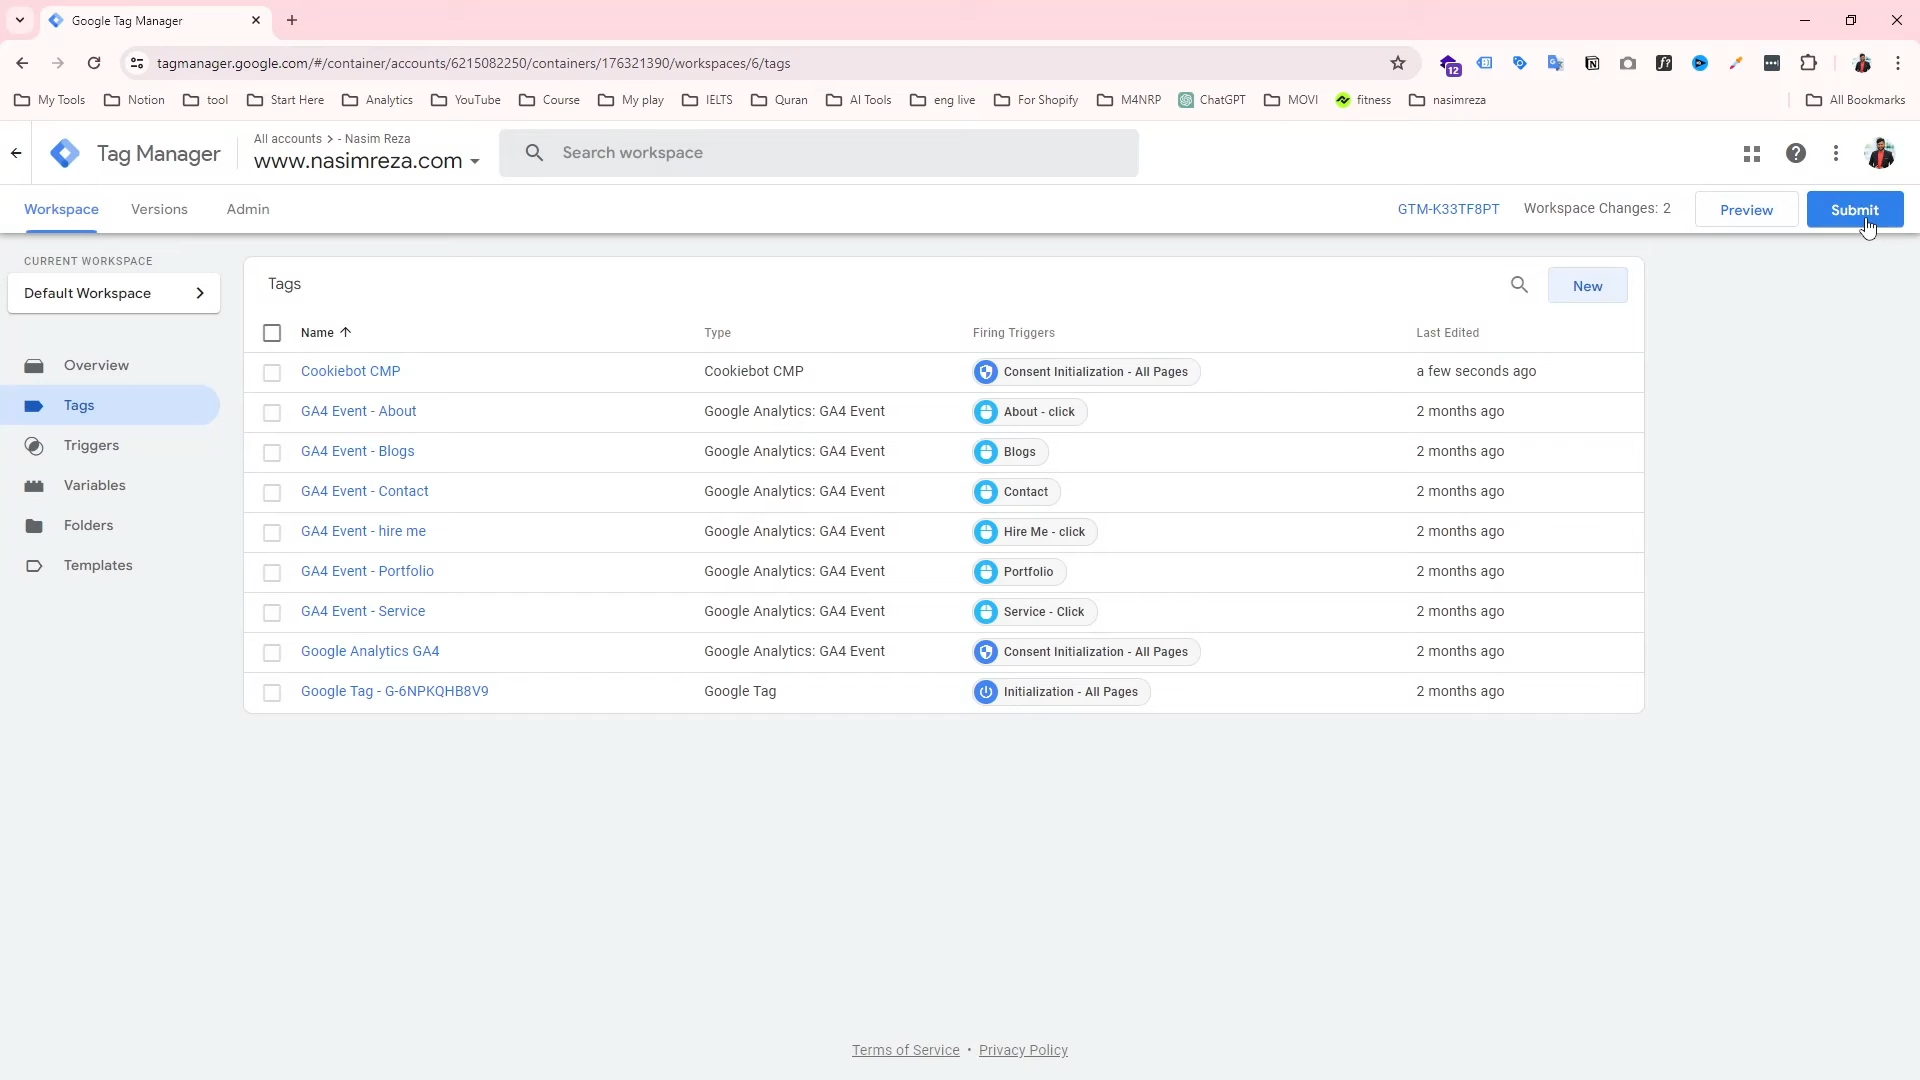 Google Tag Manager
tagmanager.google.com/#/container/accounts/6215082250/containers/176321390/workspaces/6/tags
12
f?
My Tools Notion tool Start Here Analytics YouTube Course My play IELTS Quran AI Tools eng live For Shopify M4NRP ChatGPT MOVI fitness nasimreza All Bookmarks
Tag Manager
All accounts > - Nasim Reza
www.nasimreza.com
Search workspace
Workspace Versions Admin
GTM-K33TF8PT Workspace Changes: 2 Preview Submit
CURRENT WORKSPACE
Default Workspace
Overview
Tags
Triggers
Variables
Folders
Templates
Tags
New
Name Type Firing Triggers Last Edited
Cookiebot CMP Cookiebot CMP Consent Initialization - All Pages a few seconds ago
GA4 Event - About Google Analytics: GA4 Event About - click 2 months ago
GA4 Event - Blogs Google Analytics: GA4 Event Blogs 2 months ago
GA4 Event - Contact Google Analytics: GA4 Event Contact 2 months ago
GA4 Event - hire me Google Analytics: GA4 Event Hire Me - click 2 months ago
GA4 Event - Portfolio Google Analytics: GA4 Event Portfolio 2 months ago
GA4 Event - Service Google Analytics: GA4 Event Service - Click 2 months ago
Google Analytics GA4 Google Analytics: GA4 Event Consent Initialization - All Pages 2 months ago
Google Tag - G-6NPKQHB8V9 Google Tag Initialization - All Pages 2 months ago
Terms of Service • Privacy Policy